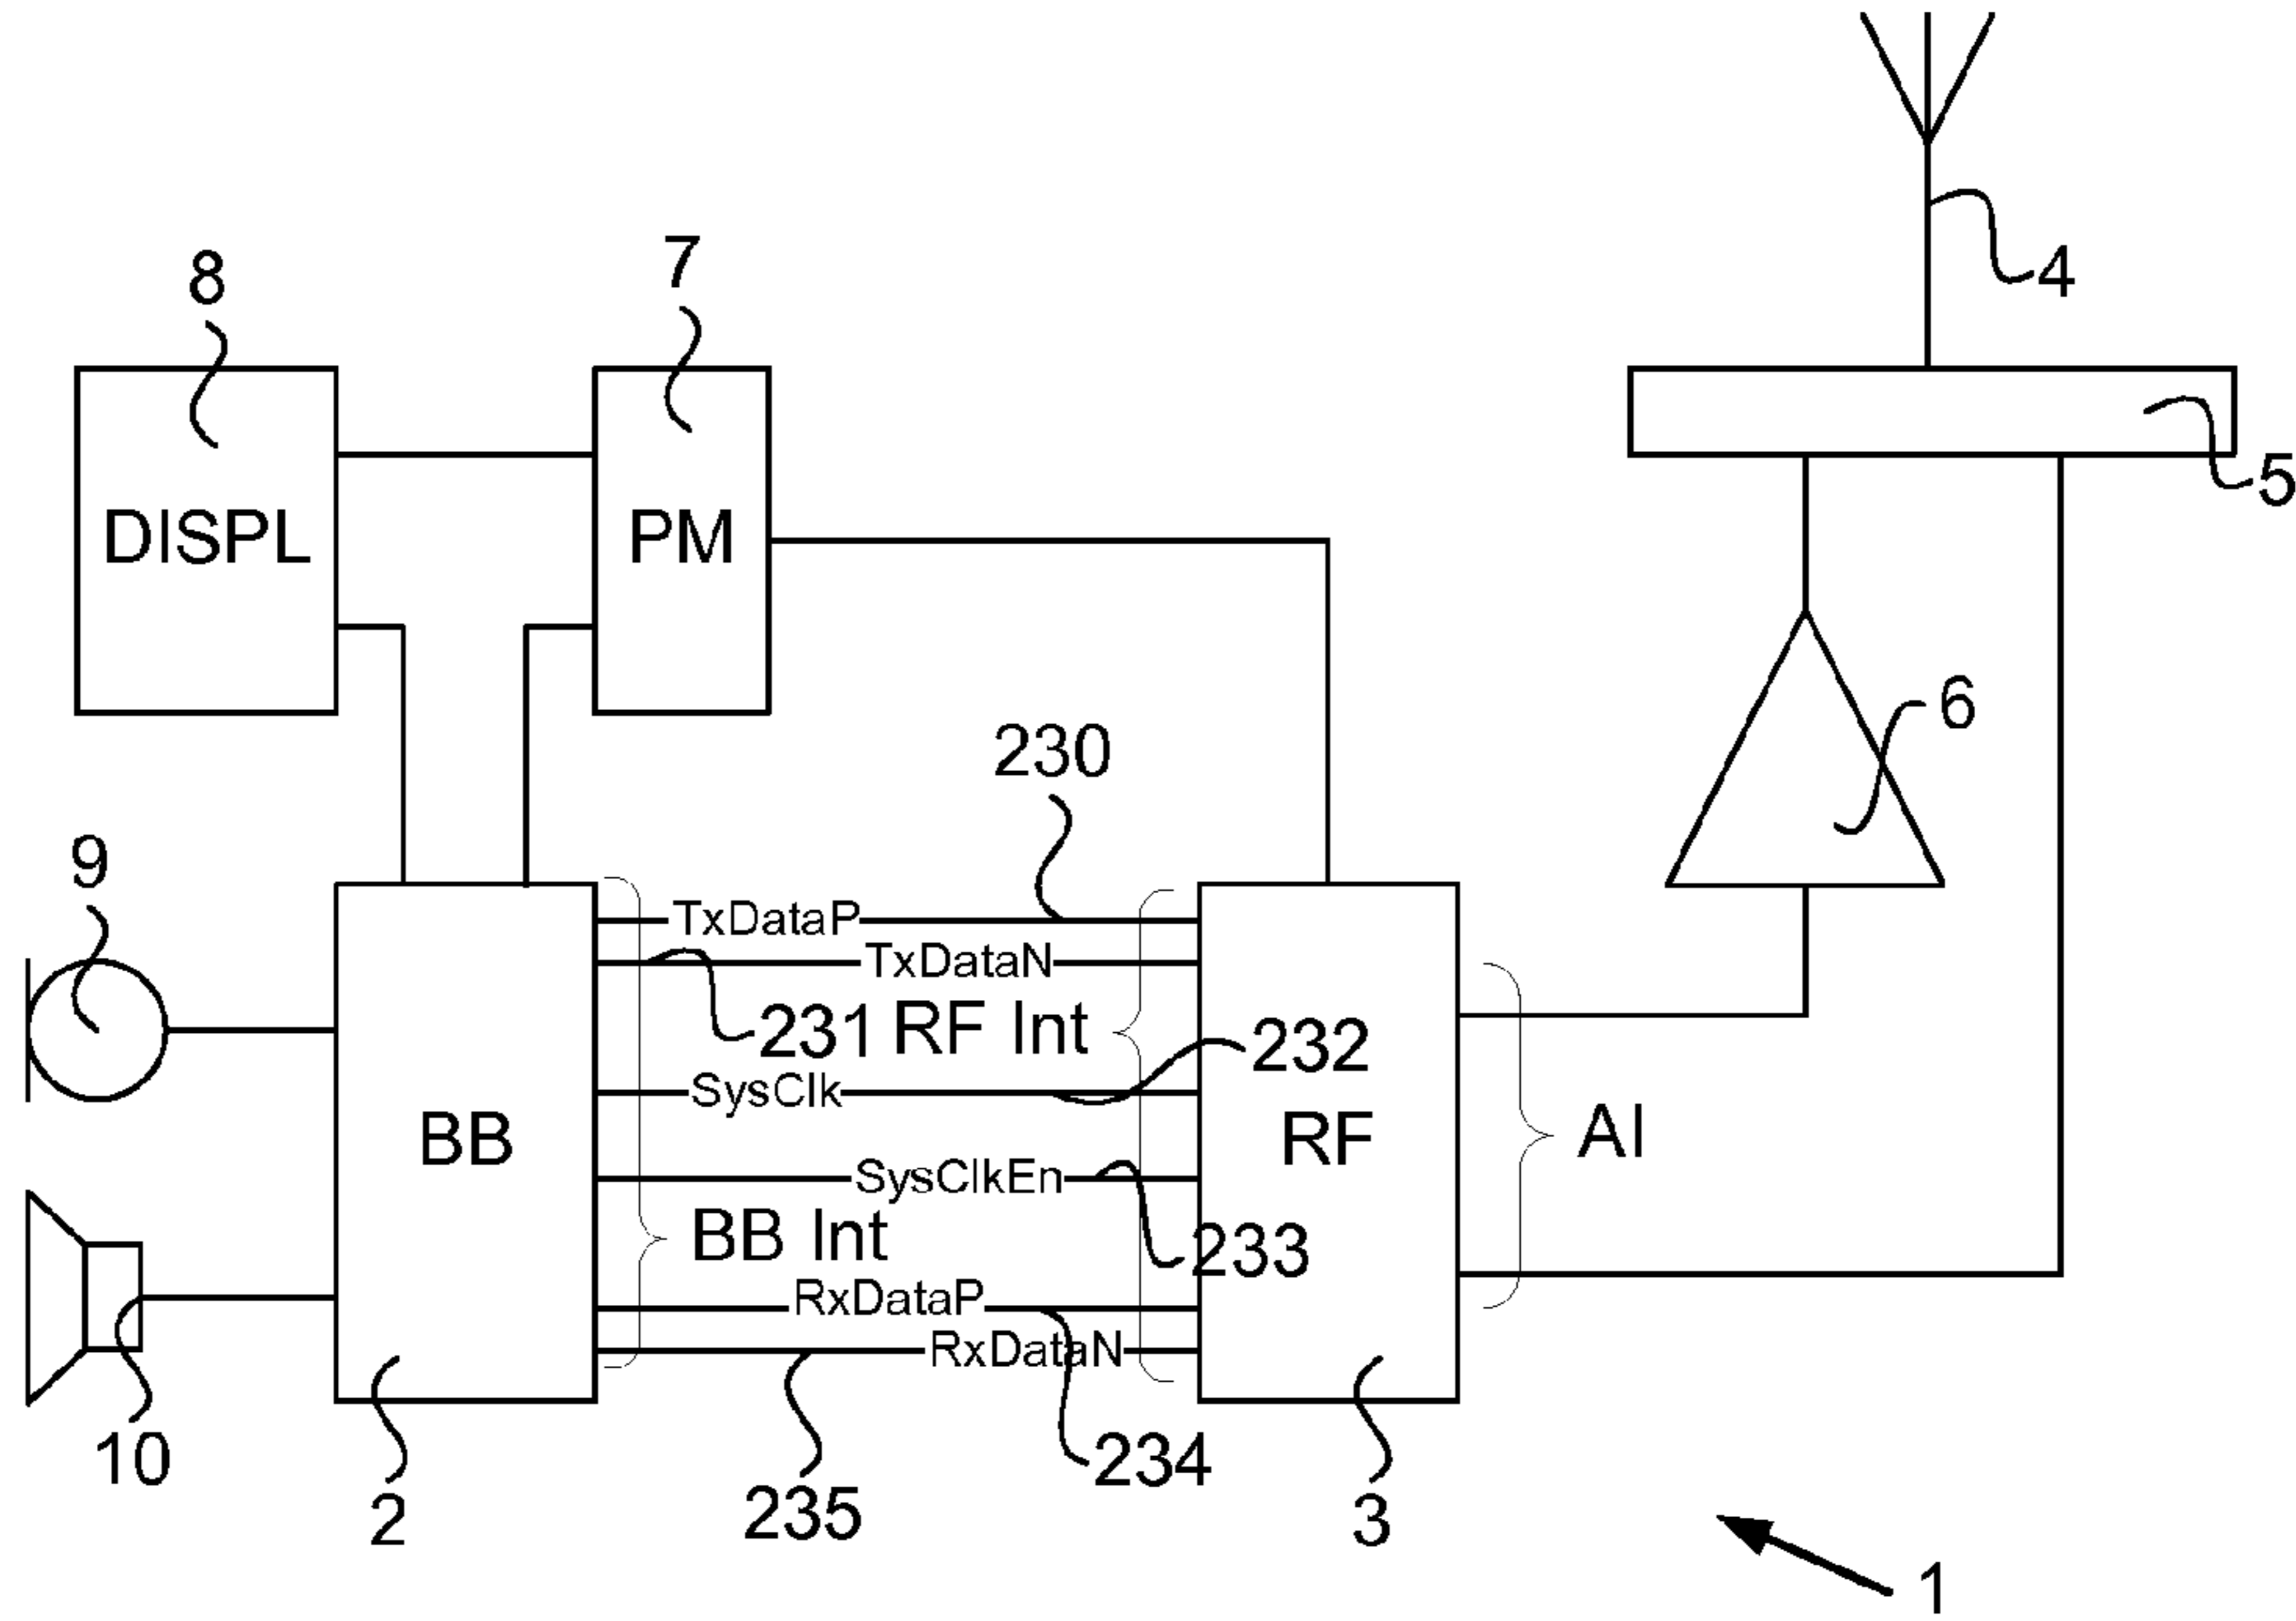 4
7
8
5
DISPL
PM
6
230
9
TxDataP
TxDataN
231
RF Int
232
SysClk
BB
RF
AI
SysClkEn
BB Int
233
RxDataP
RxDataN
10
234
235
2
3
1